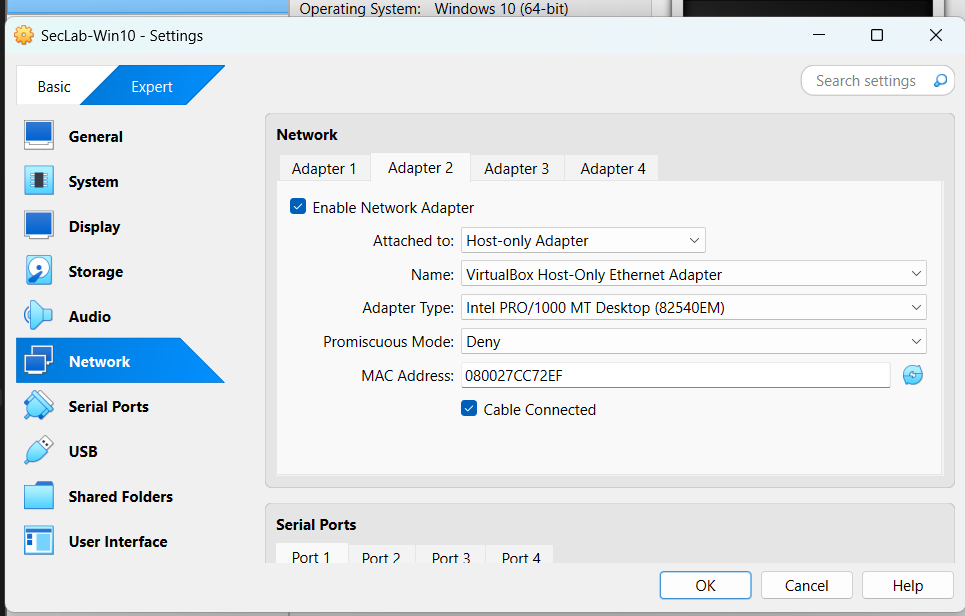 Operating System: Windows 10 (64-bit)
SecLab-Win10 - Settings
Basic Expert
Search settings
General
System
Display
Storage
Audio
Network
Serial Ports
USB
Shared Folders
User Interface
Network
Adapter 1 Adapter 2 Adapter 3 Adapter 4
Enable Network Adapter
Attached to: Host-only Adapter
Name: VirtualBox Host-Only Ethernet Adapter
Adapter Type: Intel PRO/1000 MT Desktop (82540EM)
Promiscuous Mode: Deny
MAC Address: 080027CC72EF
Cable Connected
Serial Ports
Port 1 Port 2 Port 3 Port 4
OK Cancel Help